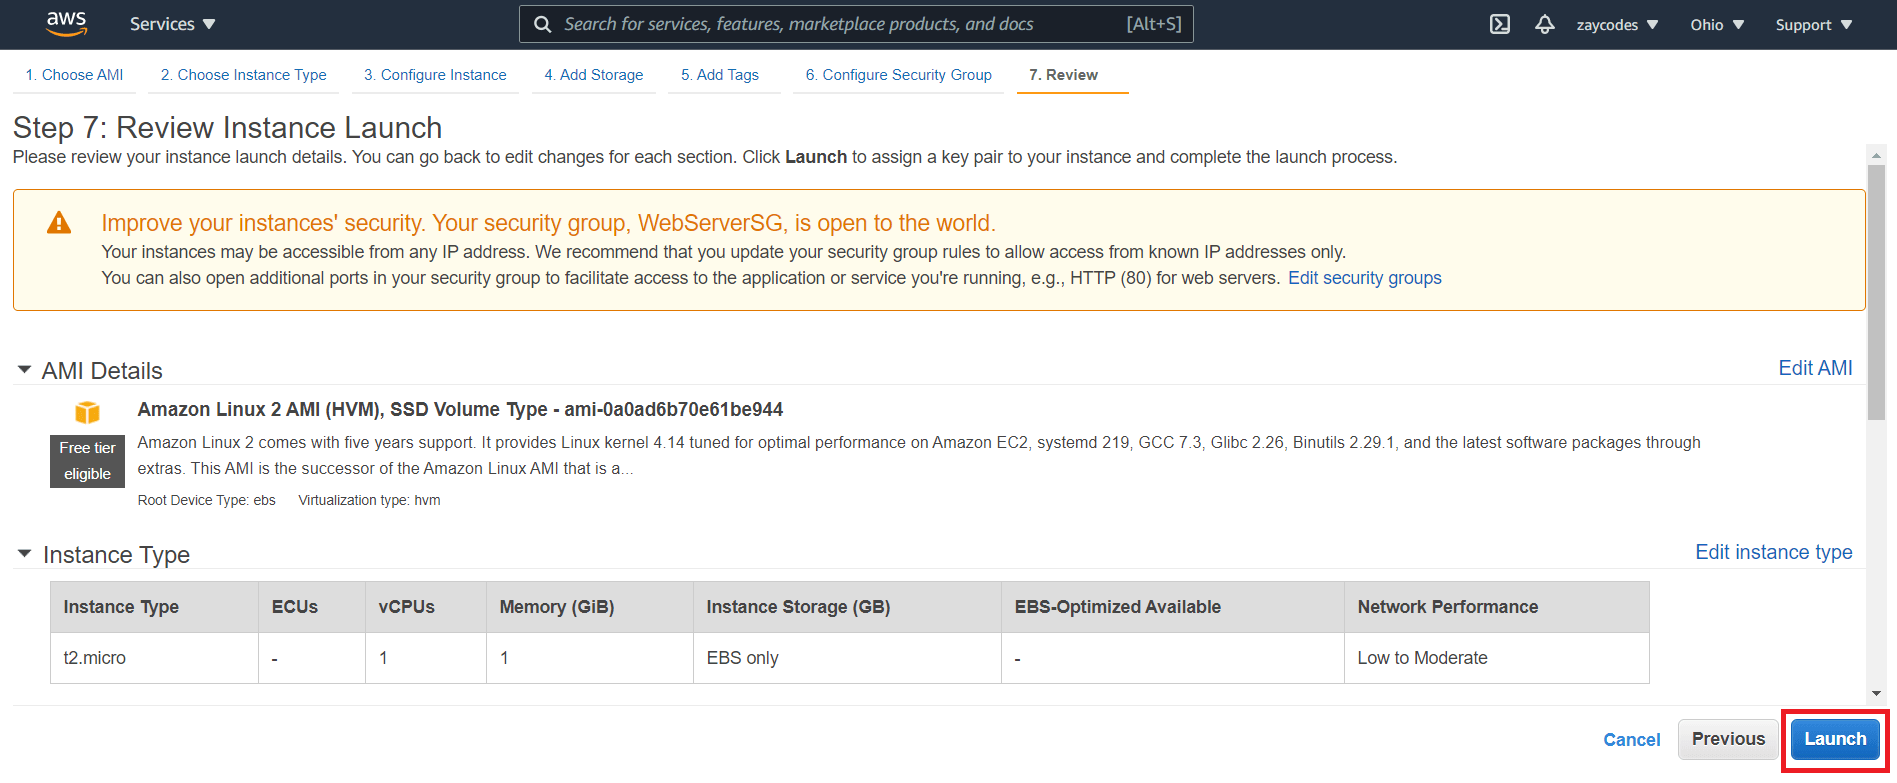 aws Services Search for services, features, marketplace products, and docs [Alt+S] zaycodes Ohio Support
1. Choose AMI 2. Choose Instance Type 3. Configure Instance 4. Add Storage 5. Add Tags 6. Configure Security Group 7. Review
Step 7: Review Instance Launch
Please review your instance launch details. You can go back to edit changes for each section. Click Launch to assign a key pair to your instance and complete the launch process.
Improve your instances' security. Your security group, WebServerSG, is open to the world.
Your instances may be accessible from any IP address. We recommend that you update your security group rules to allow access from known IP addresses only.
You can also open additional ports in your security group to facilitate access to the application or service you're running, e.g., HTTP (80) for web servers. Edit security groups
AMI Details Edit AMI
Amazon Linux 2 AMI (HVM), SSD Volume Type - ami-0a0ad6b70e61be944
Free tier eligible
Amazon Linux 2 comes with five years support. It provides Linux kernel 4.14 tuned for optimal performance on Amazon EC2, systemd 219, GCC 7.3, Glibc 2.26, Binutils 2.29.1, and the latest software packages through
extras. This AMI is the successor of the Amazon Linux AMI that is a...
Root Device Type: ebs Virtualization type: hvm
Instance Type Edit instance type
Instance Type ECUs vCPUs Memory (GiB) Instance Storage (GB) EBS-Optimized Available Network Performance
t2.micro - 1 1 EBS only - Low to Moderate
Cancel Previous Launch